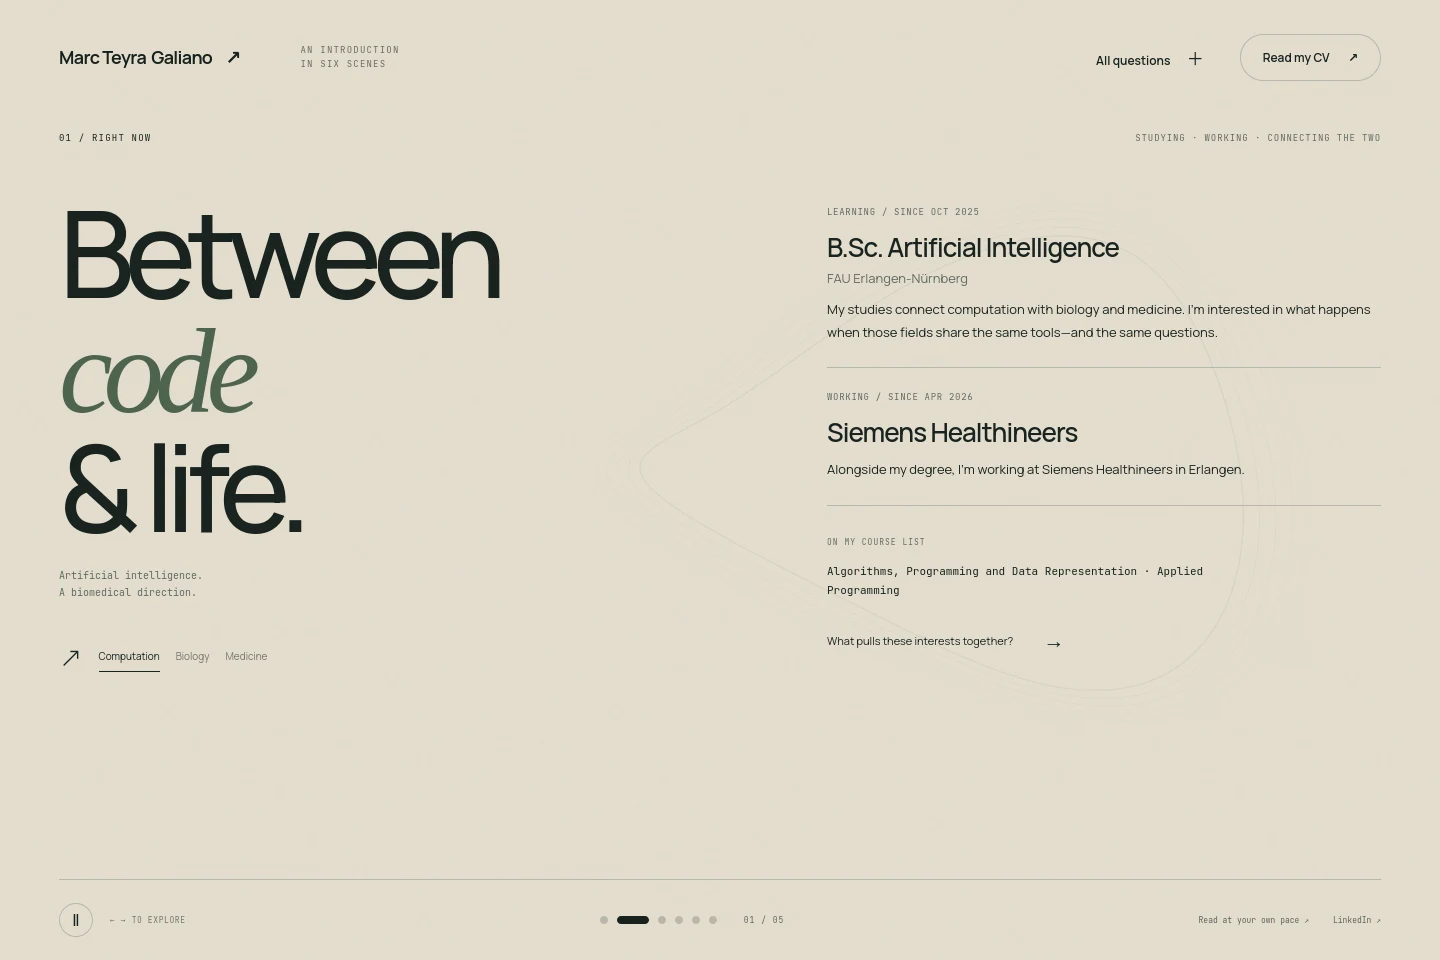 Marc Teyra Galiano ↗
AN INTRODUCTION
IN SIX SCENES
All questions +
Read my CV ↗
01 / RIGHT NOW
STUDYING · WORKING · CONNECTING THE TWO
Between
code
& life.
Artificial intelligence.
A biomedical direction.
↗ Computation Biology Medicine
LEARNING / SINCE OCT 2025
B.Sc. Artificial Intelligence
FAU Erlangen-Nürnberg
My studies connect computation with biology and medicine. I'm interested in what happens
when those fields share the same tools—and the same questions.
WORKING / SINCE APR 2026
Siemens Healthineers
Alongside my degree, I'm working at Siemens Healthineers in Erlangen.
ON MY COURSE LIST
Algorithms, Programming and Data Representation · Applied
Programming
What pulls these interests together? →
← → TO EXPLORE
01 / 05
Read at your own pace ↗
LinkedIn ↗